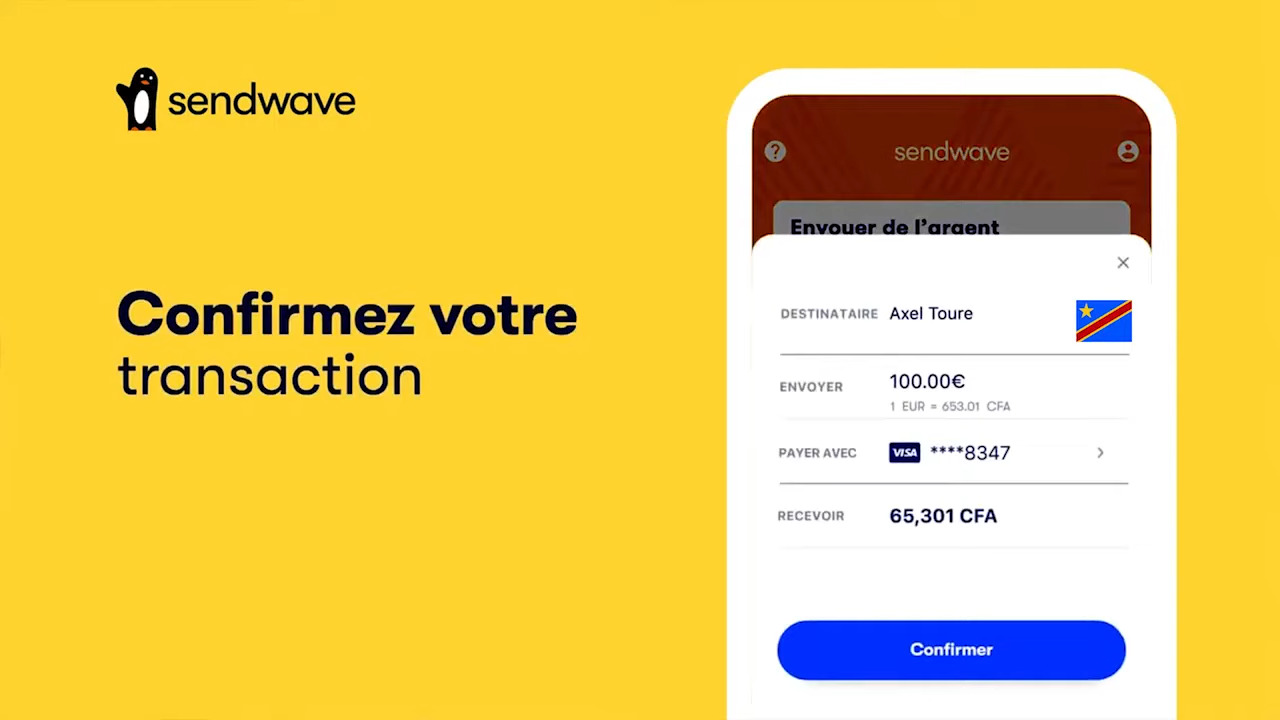 sendwave
Confirmez votre
transaction
sendwave
Envoyer de l'argent
DESTINATAIRE Axel Toure
ENVOYER 100.00€
1 EUR = 653.01 CFA
PAYER AVEC VISA ****8347
RECEVOIR 65,301 CFA
Confirmer